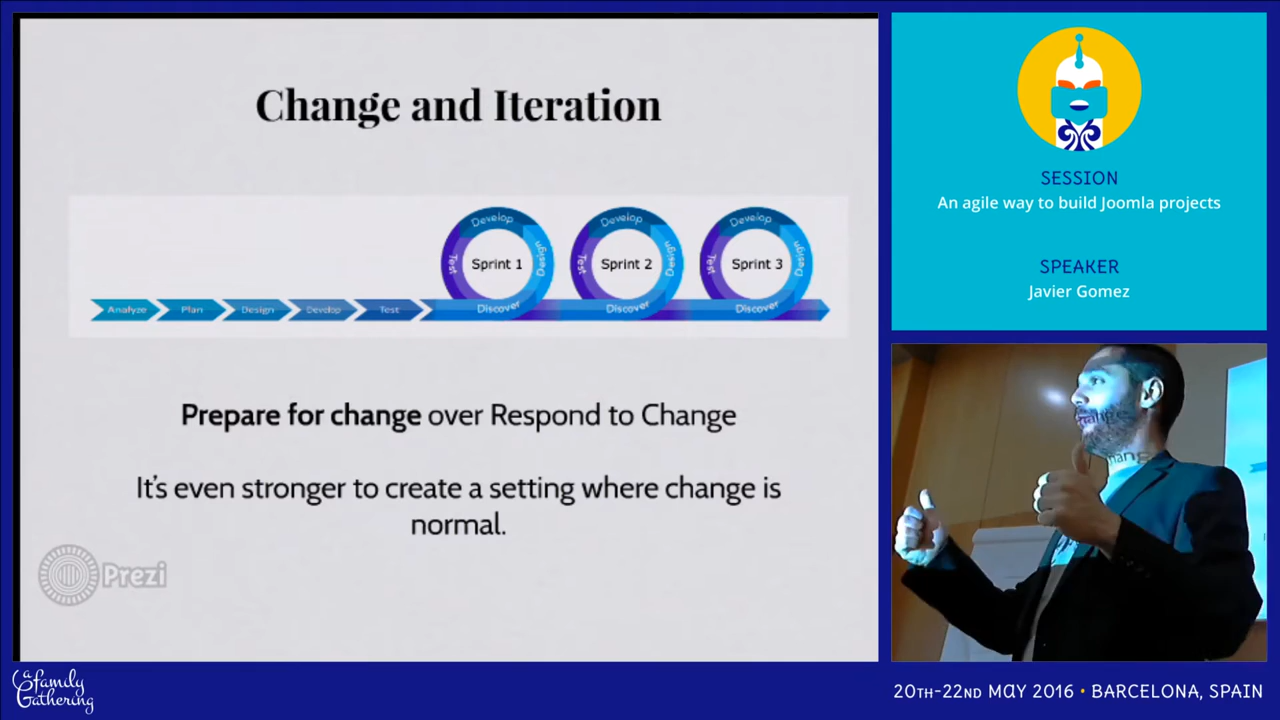 Change and Iteration
Develop
Develop
Develop
Test
Sprint 1
Design
Test
Sprint 2
Design
Test
Sprint 3
Design
Analyze
Plan
Design
Develop
Test
Discover
Discover
Discover
Prepare for change over Respond to Change
It's even stronger to create a setting where change is
normal.
Prezi
SESSION
An agile way to build Joomla projects
SPEAKER
Javier Gomez
a family
Gathering
20TH-22ND MAY 2016 • BARCELONA, SPAIN